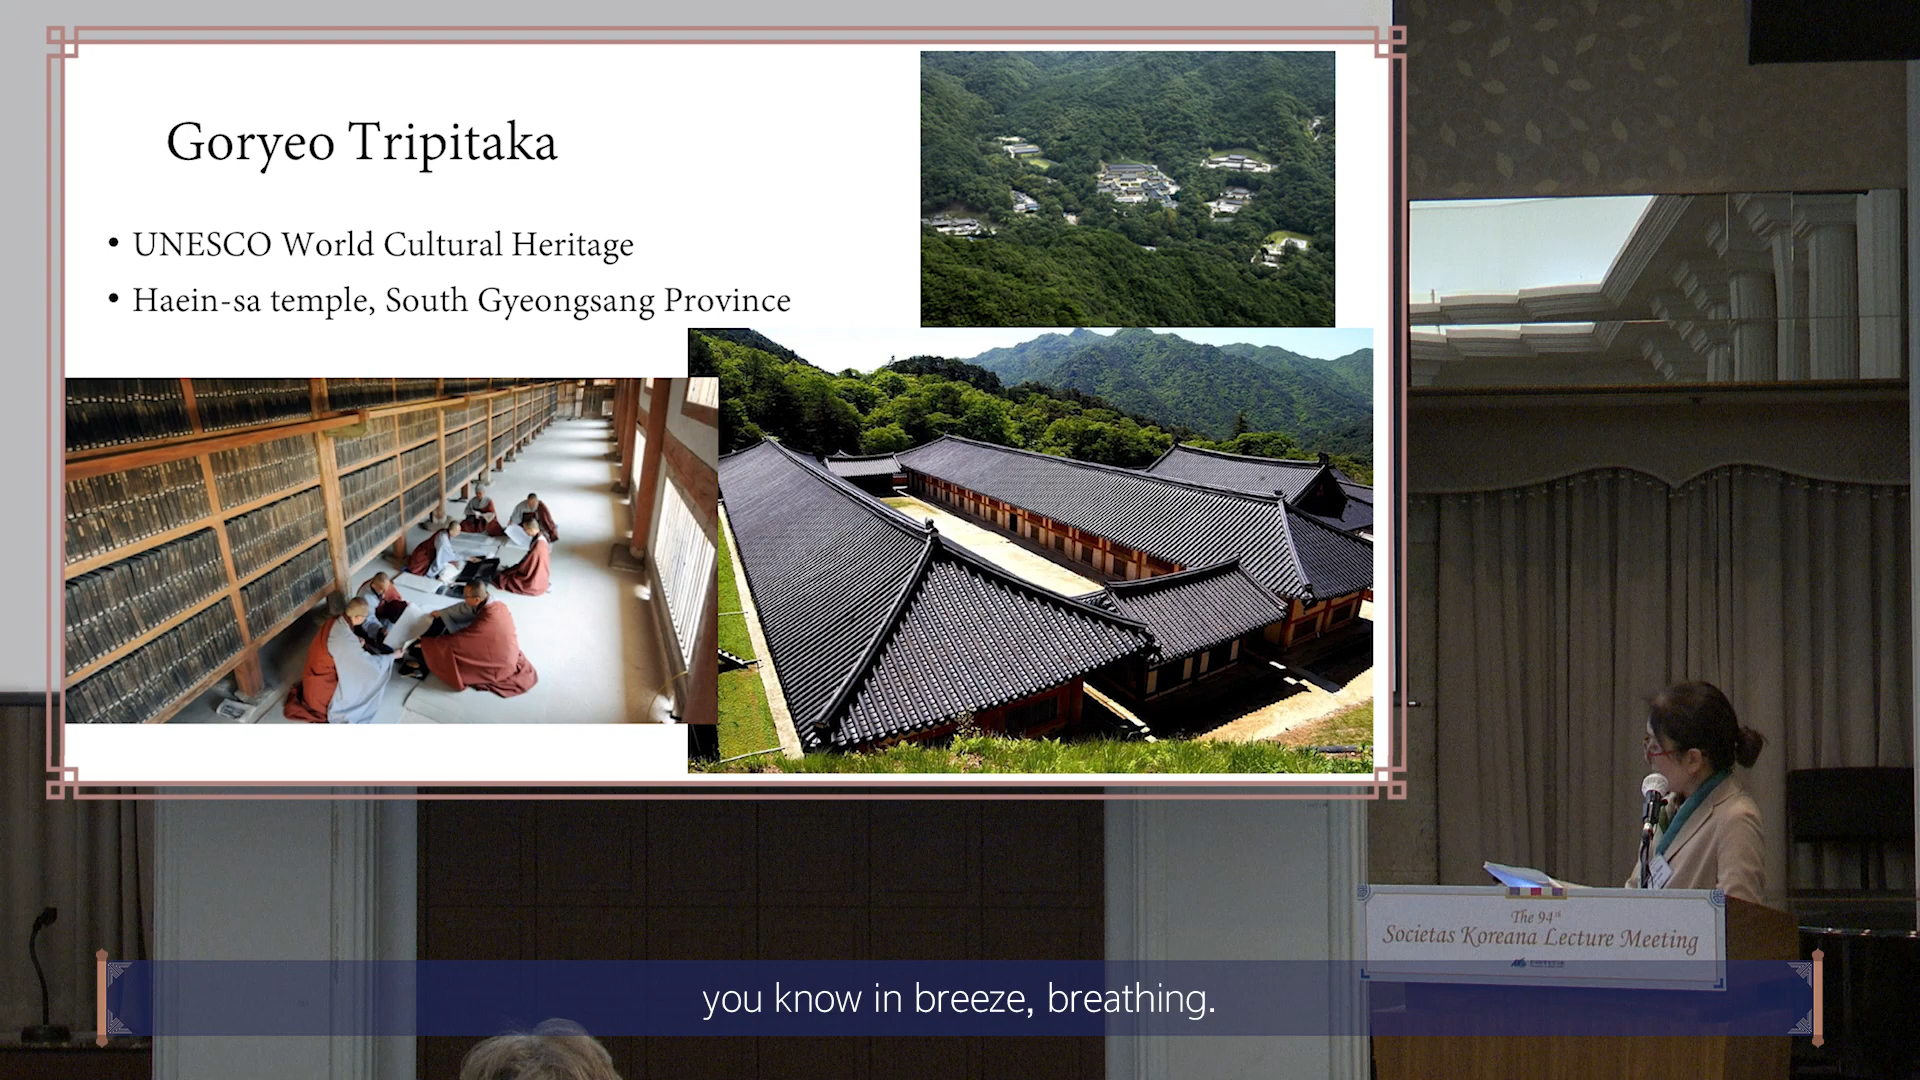 Goryeo Tripitaka
• UNESCO World Cultural Heritage
• Haein-sa temple, South Gyeongsang Province
The 94th
Societas Koreana Lecture Meeting
you know in breeze, breathing.